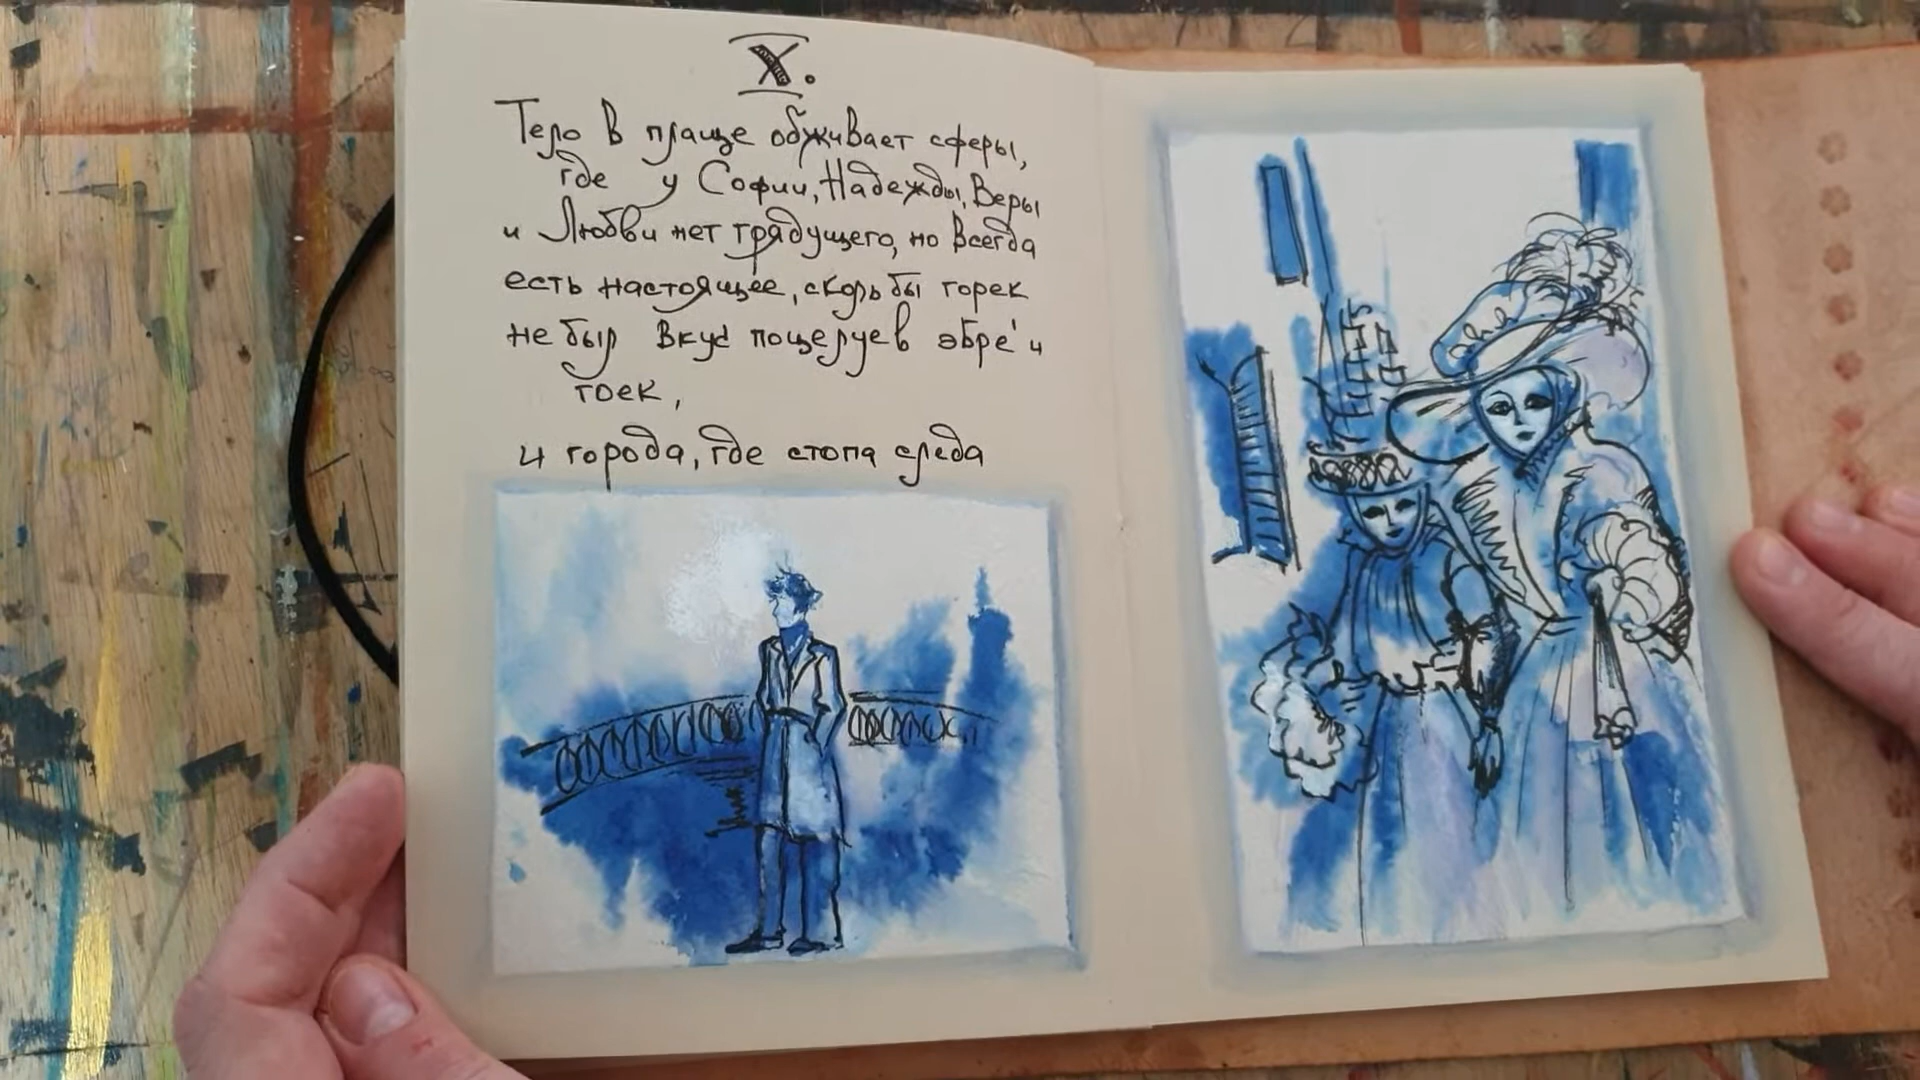 X.
Тело в плаще обживает сферы,
где у Софии, Надежды, Веры
и Любви нет грядущего, но всегда
есть настоящее, сколь бы горек
не был вкус поцелуев эбре и
гоек,
и города, где стопа следа